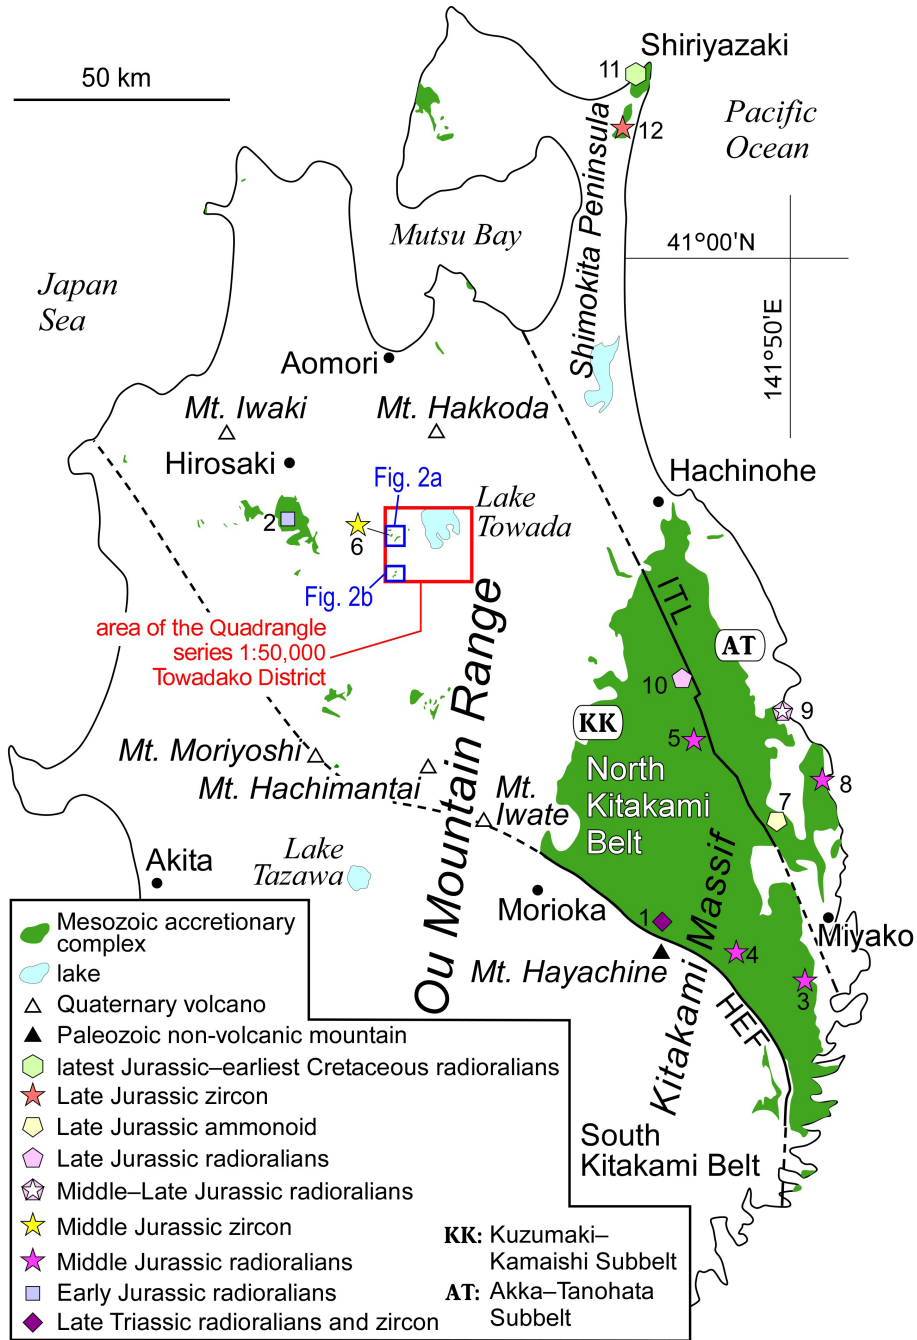 Shiriyazaki
11
50 km
Pacific
Ocean
12
Shimokita Peninsula
Mutsu Bay
41°00'N
Japan
Sea
141°50'E
Aomori
Mt. Iwaki
Mt. Hakkoda
Hirosaki
Hachinohe
Fig. 2a
Lake
Towada
2
6
Fig. 2b
ITL
area of the Quadrangle
series 1:50,000
Towadako District
AT
10
9
KK
5
Mt. Moriyoshi
North
Kitakami
Belt
8
Mt. Hachimantai
Mt.
Iwate
7
Ou Mountain Range
Lake
Tazawa
Akita
Morioka
1
Kitakami Massif
Miyako
4
Mt. Hayachine
3
HEF
South
Kitakami Belt
Mesozoic accretionary
complex
lake
Quaternary volcano
Paleozoic non-volcanic mountain
latest Jurassic–earliest Cretaceous radioralians
Late Jurassic zircon
Late Jurassic ammonoid
Late Jurassic radioralians
Middle–Late Jurassic radioralians
Middle Jurassic zircon
Middle Jurassic radioralians
Early Jurassic radioralians
Late Triassic radioralians and zircon
KK: Kuzumaki–
Kamaishi Subbelt
AT: Akka–Tanohata
Subbelt